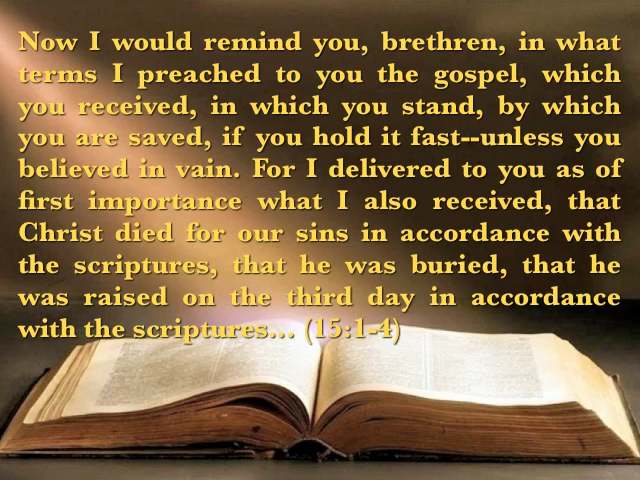 Now I would remind you, brethren, in what
terms I preached to you the gospel, which
you received, in which you stand, by which
you are saved, if you hold it fast--unless you
believed in vain. For I delivered to you as of
first importance what I also received, that
Christ died for our sins in accordance with
the scriptures, that he was buried, that he
was raised on the third day in accordance
with the scriptures... (15:1-4)